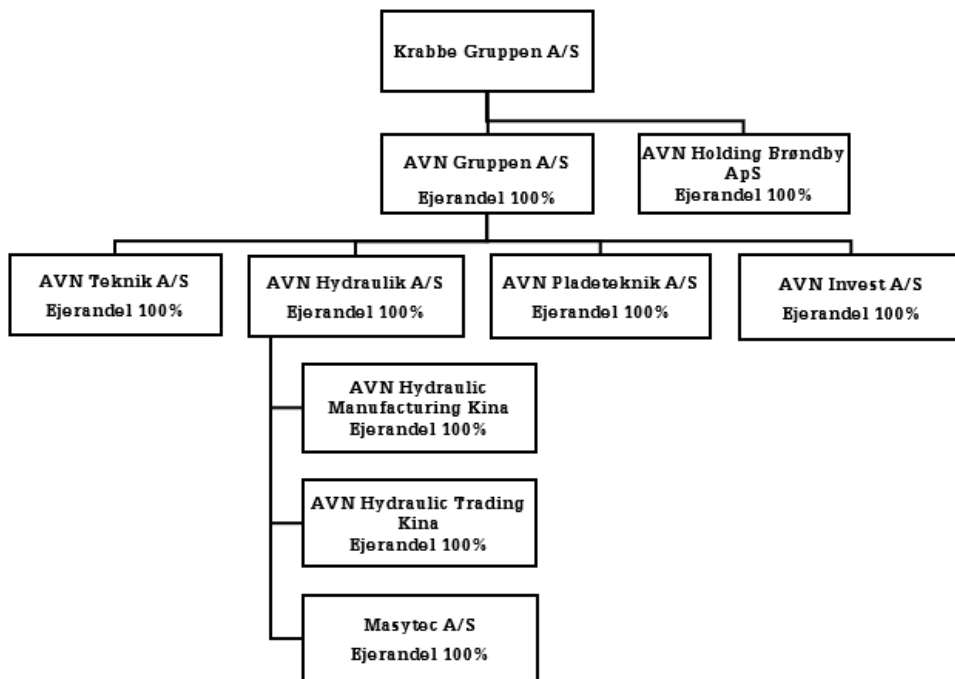 Krabbe Gruppen A/S
AVN Gruppen A/S
Ejerandel 100%
AVN Holding Brøndby
ApS
Ejerandel 100%
AVN Teknik A/S
Ejerandel 100%
AVN Hydraulik A/S
Ejerandel 100%
AVN Pladeteknik A/S
Ejerandel 100%
AVN Invest A/S
Ejerandel 100%
AVN Hydraulic
Manufacturing Kina
Ejerandel 100%
AVN Hydraulic Trading
Kina
Ejerandel 100%
Masytec A/S
Ejerandel 100%